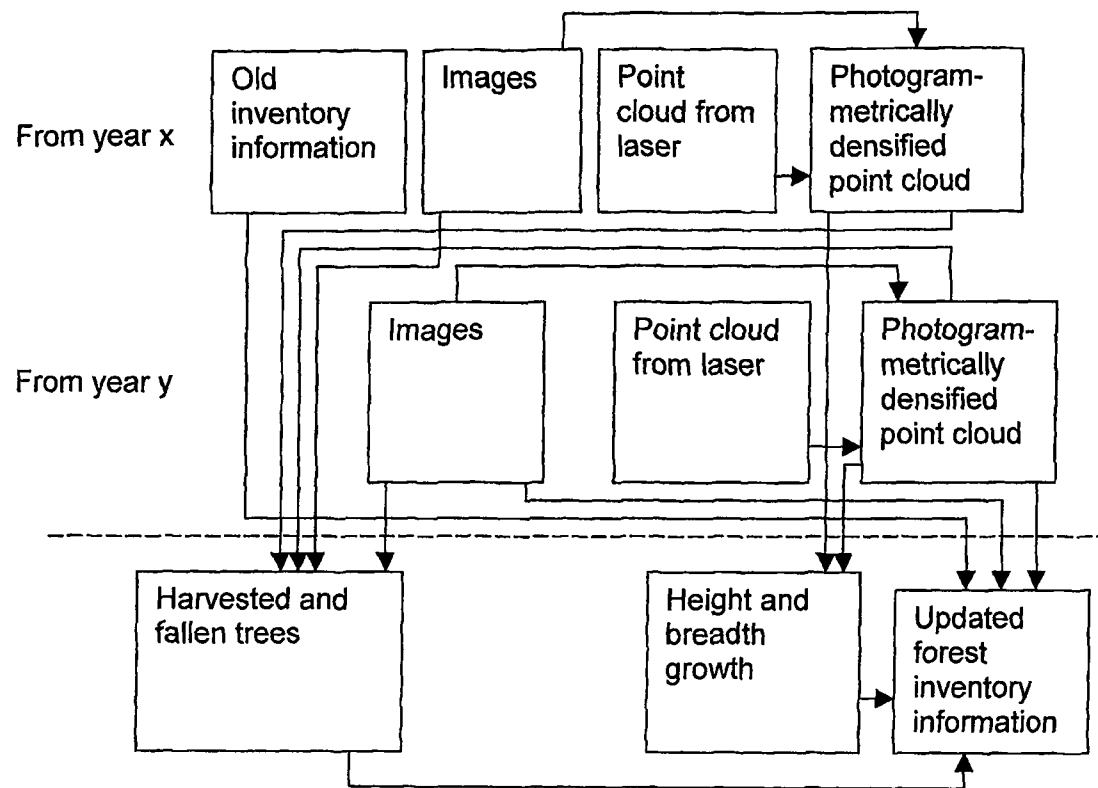 From year x
Old
inventory
information
Images
Point
cloud from
laser
Photogram-
metrically
densified
point cloud
From year y
Images
Point cloud
from laser
Photogram-
metrically
densified
point cloud
Harvested and
fallen trees
Height and
breadth
growth
Updated
forest
inventory
information